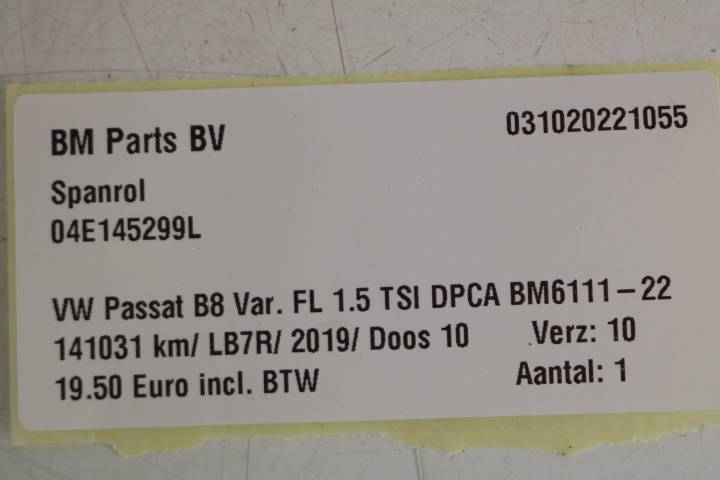 BM Parts BV
031020221055
Spanrol
04E145299L
VW Passat B8 Var. FL 1.5 TSI DPCA BM6111-22
141031 km/ LB7R/ 2019/ Doos 10 Verz: 10
19.50 Euro incl. BTW Aantal: 1